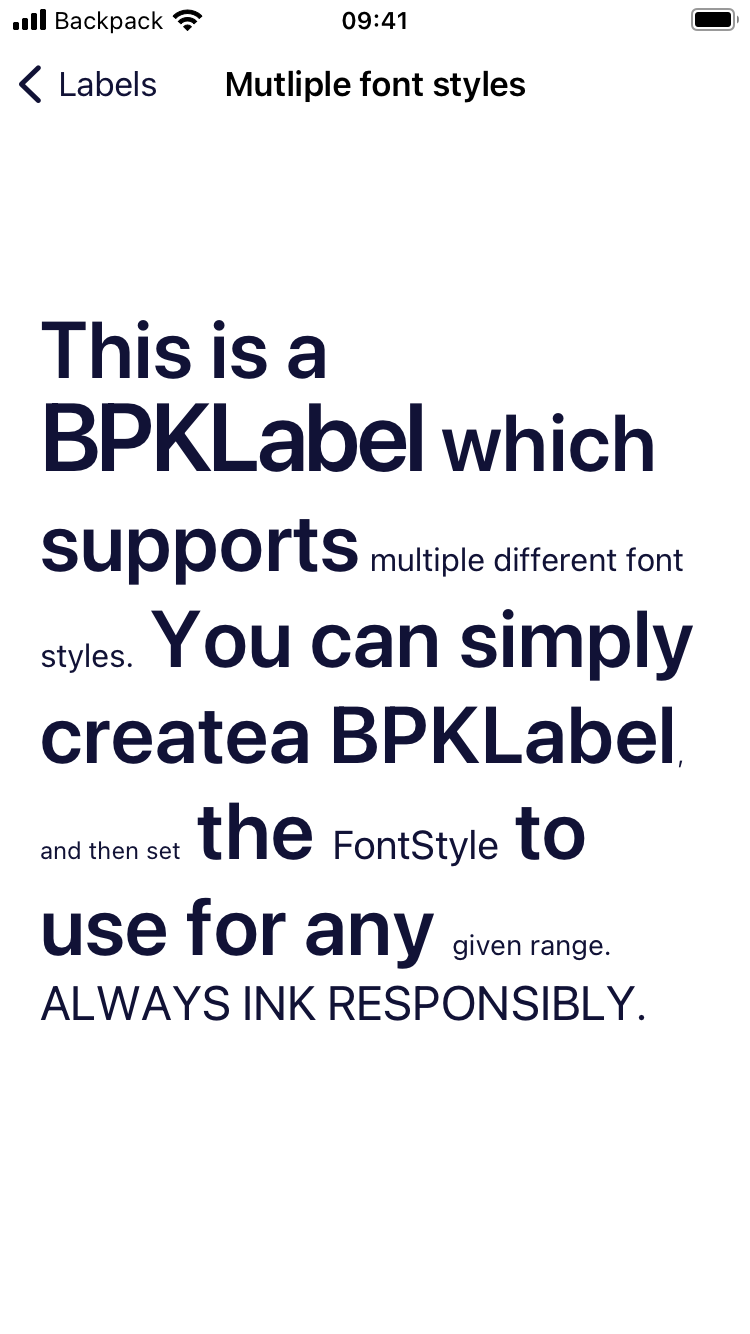 Backpack 09:41
Labels Mutliple font styles
This is a
BPKLabel which
supports multiple different font
styles. You can simply
createa BPKLabel,
and then set the FontStyle to
use for any given range.
ALWAYS INK RESPONSIBLY.